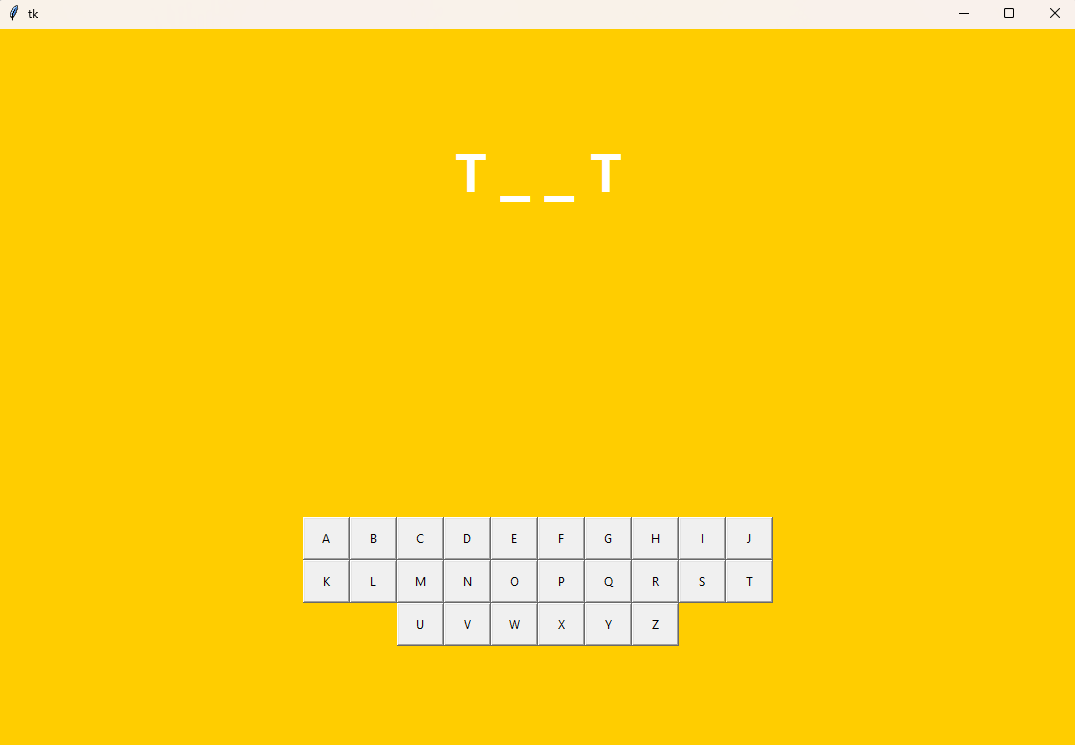 tk
T _ _ T
A B C D E F G H I J
K L M N O P Q R S T
U V W X Y Z